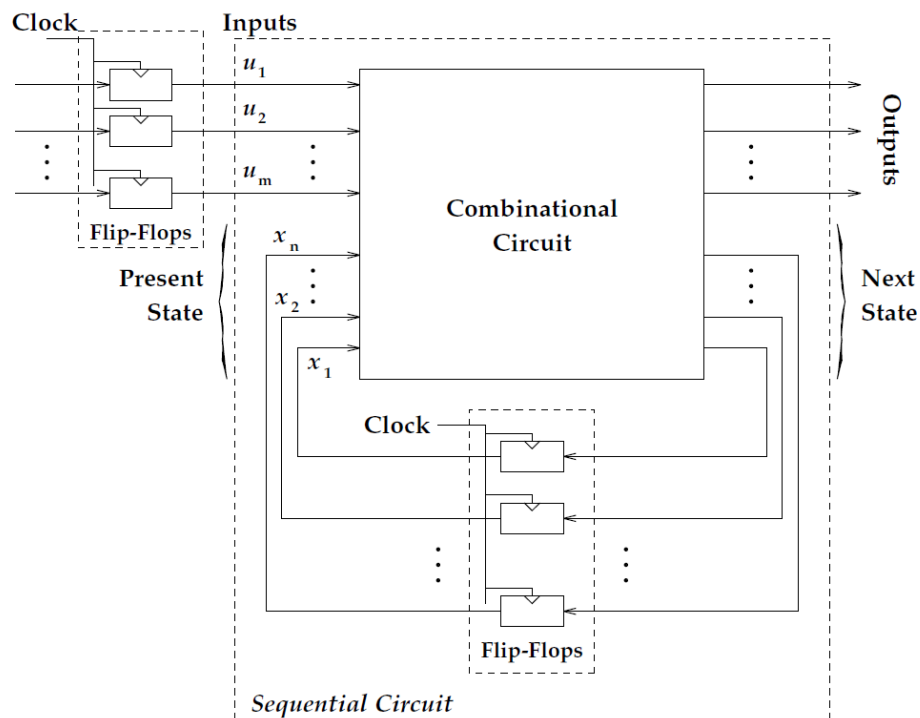 Clock
Inputs
u1
u2
um
Flip-Flops
Combinational
Circuit
Outputs
Present
State
xn
x2
x1
Next
State
Clock
Flip-Flops
Sequential Circuit